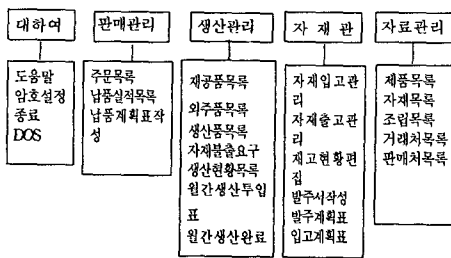 대하여
판매관리
생산관리
자 재 관
자료관리
도움말
암호설정
종료
DOS
주문목록
납품실적목록
납품계획표작
성
재공품목록
외주품목록
생산품목록
자재불출요구
생산현황목록
월간생산투입
표
월간생산완료
자재입고관
리
자재출고관
리
재고현황편
집
발주서작성
발주계획표
입고계획표
제품목록
자재목록
조립목록
거래처목록
판매처목록